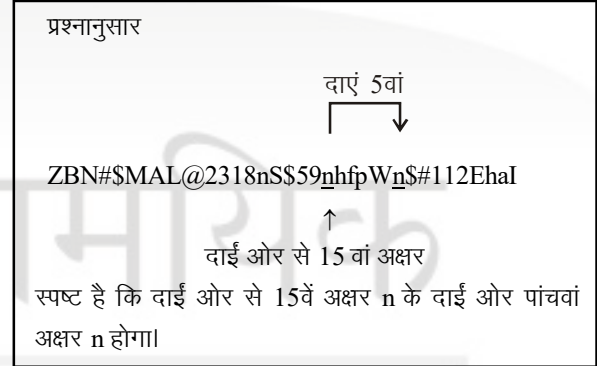 प्रश्नानुसार
दाएं 5वां
ZBN#$MAL@2318nS$59nhfpWn$#112EhaI
↑
दाईं ओर से 15 वां अक्षर
स्पष्ट है कि दाईं ओर से 15वें अक्षर n के दाईं ओर पांचवां
अक्षर n होगा।